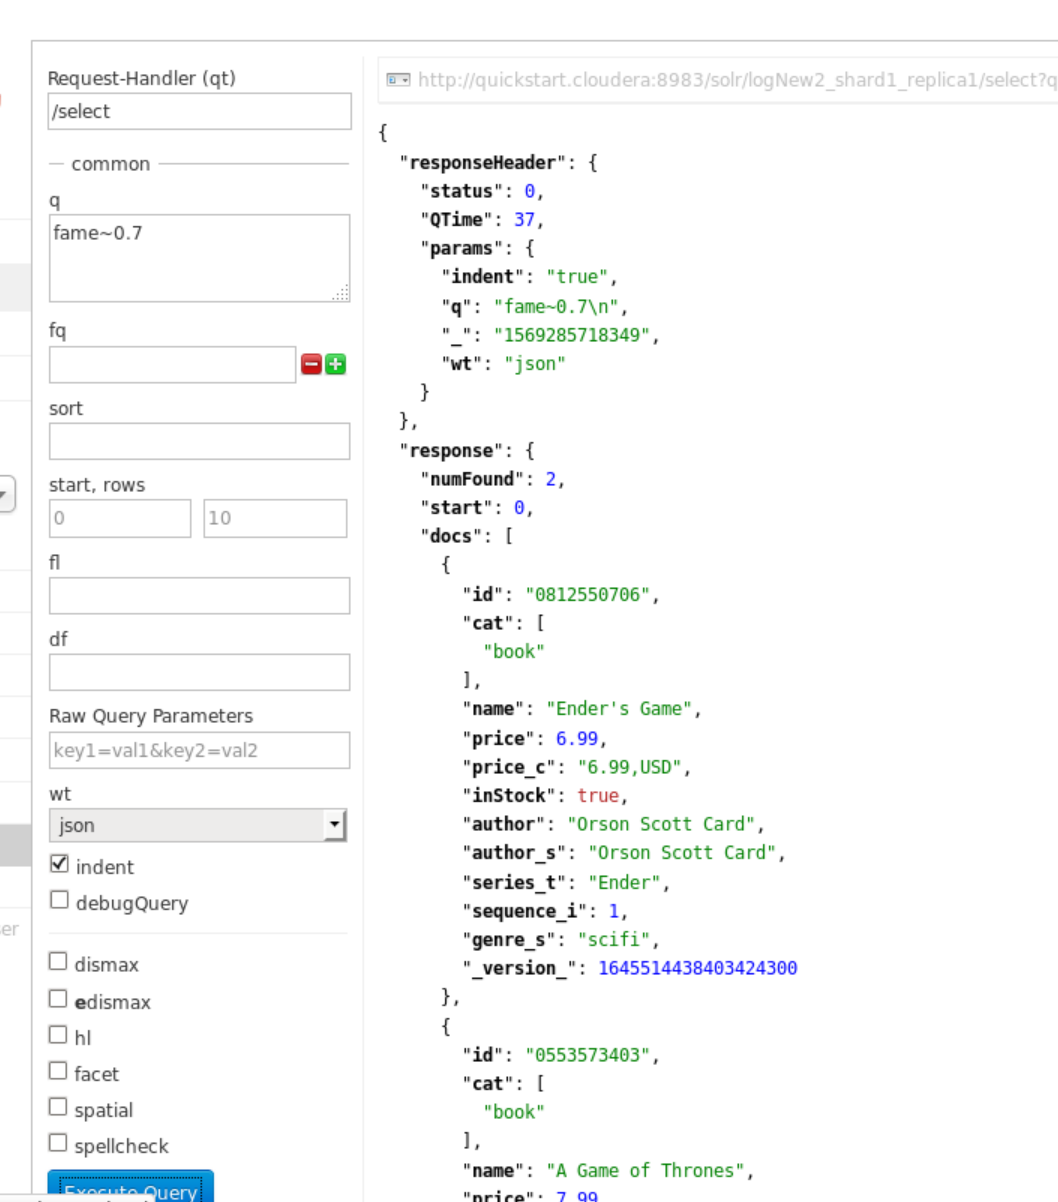 Request-Handler (qt)
/select
common
q
fame~0.7
fq
sort
start, rows
0 10
fl
df
Raw Query Parameters
key1=val1&key2=val2
wt
json
indent
debugQuery
dismax
edismax
hl
facet
spatial
spellcheck
Execute Query
http://quickstart.cloudera:8983/solr/logNew2_shard1_replica1/select?q
{
"responseHeader": {
"status": 0,
"QTime": 37,
"params": {
"indent": "true",
"q": "fame~0.7\n",
"_": "1569285718349",
"wt": "json"
}
},
"response": {
"numFound": 2,
"start": 0,
"docs": [
{
"id": "0812550706",
"cat": [
"book"
],
"name": "Ender's Game",
"price": 6.99,
"price_c": "6.99,USD",
"inStock": true,
"author": "Orson Scott Card",
"author_s": "Orson Scott Card",
"series_t": "Ender",
"sequence_i": 1,
"genre_s": "scifi",
"_version_": 1645514438403424300
},
{
"id": "0553573403",
"cat": [
"book"
],
"name": "A Game of Thrones",
"price": 7.99